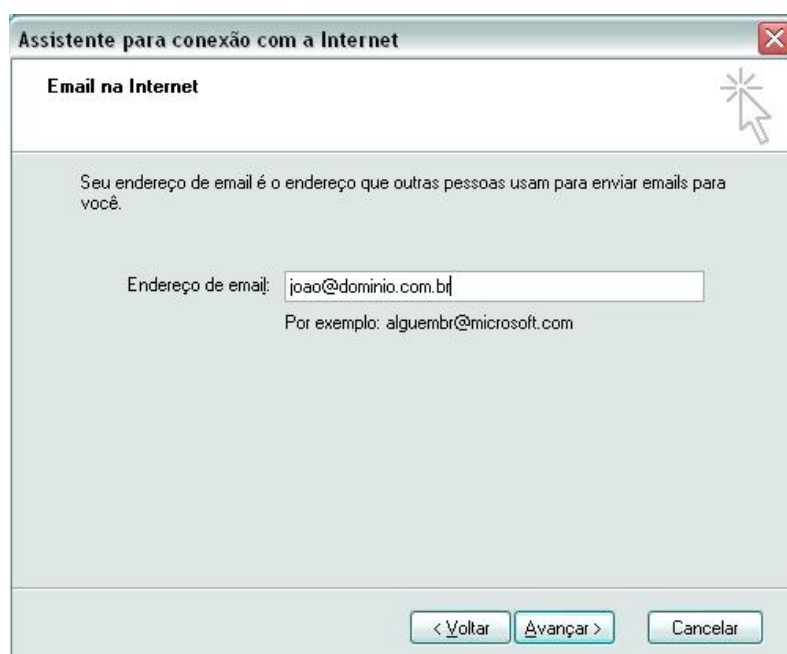 Assistente para conexão com a Internet
Email na Internet
Seu endereço de email é o endereço que outras pessoas usam para enviar emails para
você.
Endereço de email: joao@dominio.com.br
Por exemplo: alguembr@microsoft.com
< Voltar Avançar > Cancelar